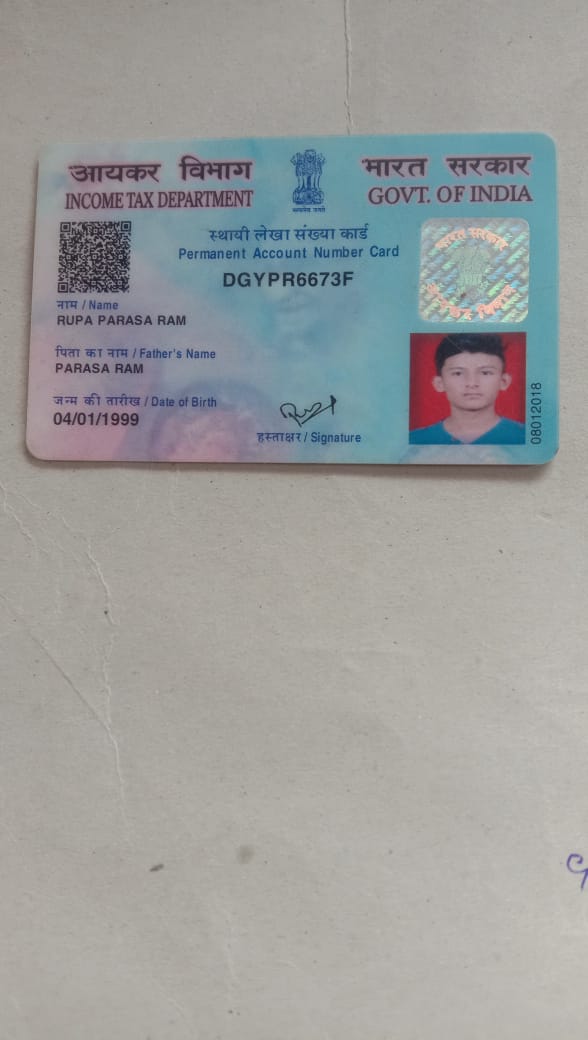 आयकर विभाग
INCOME TAX DEPARTMENT
सत्यमेव जयते
भारत सरकार
GOVT. OF INDIA
स्थायी लेखा संख्या कार्ड
Permanent Account Number Card
DGYPR6673F
भारत सरकार
आयकर विभाग
नाम / Name
RUPA PARASA RAM
पिता का नाम / Father's Name
PARASA RAM
जन्म की तारीख / Date of Birth
04/01/1999
हस्ताक्षर / Signature
08012018